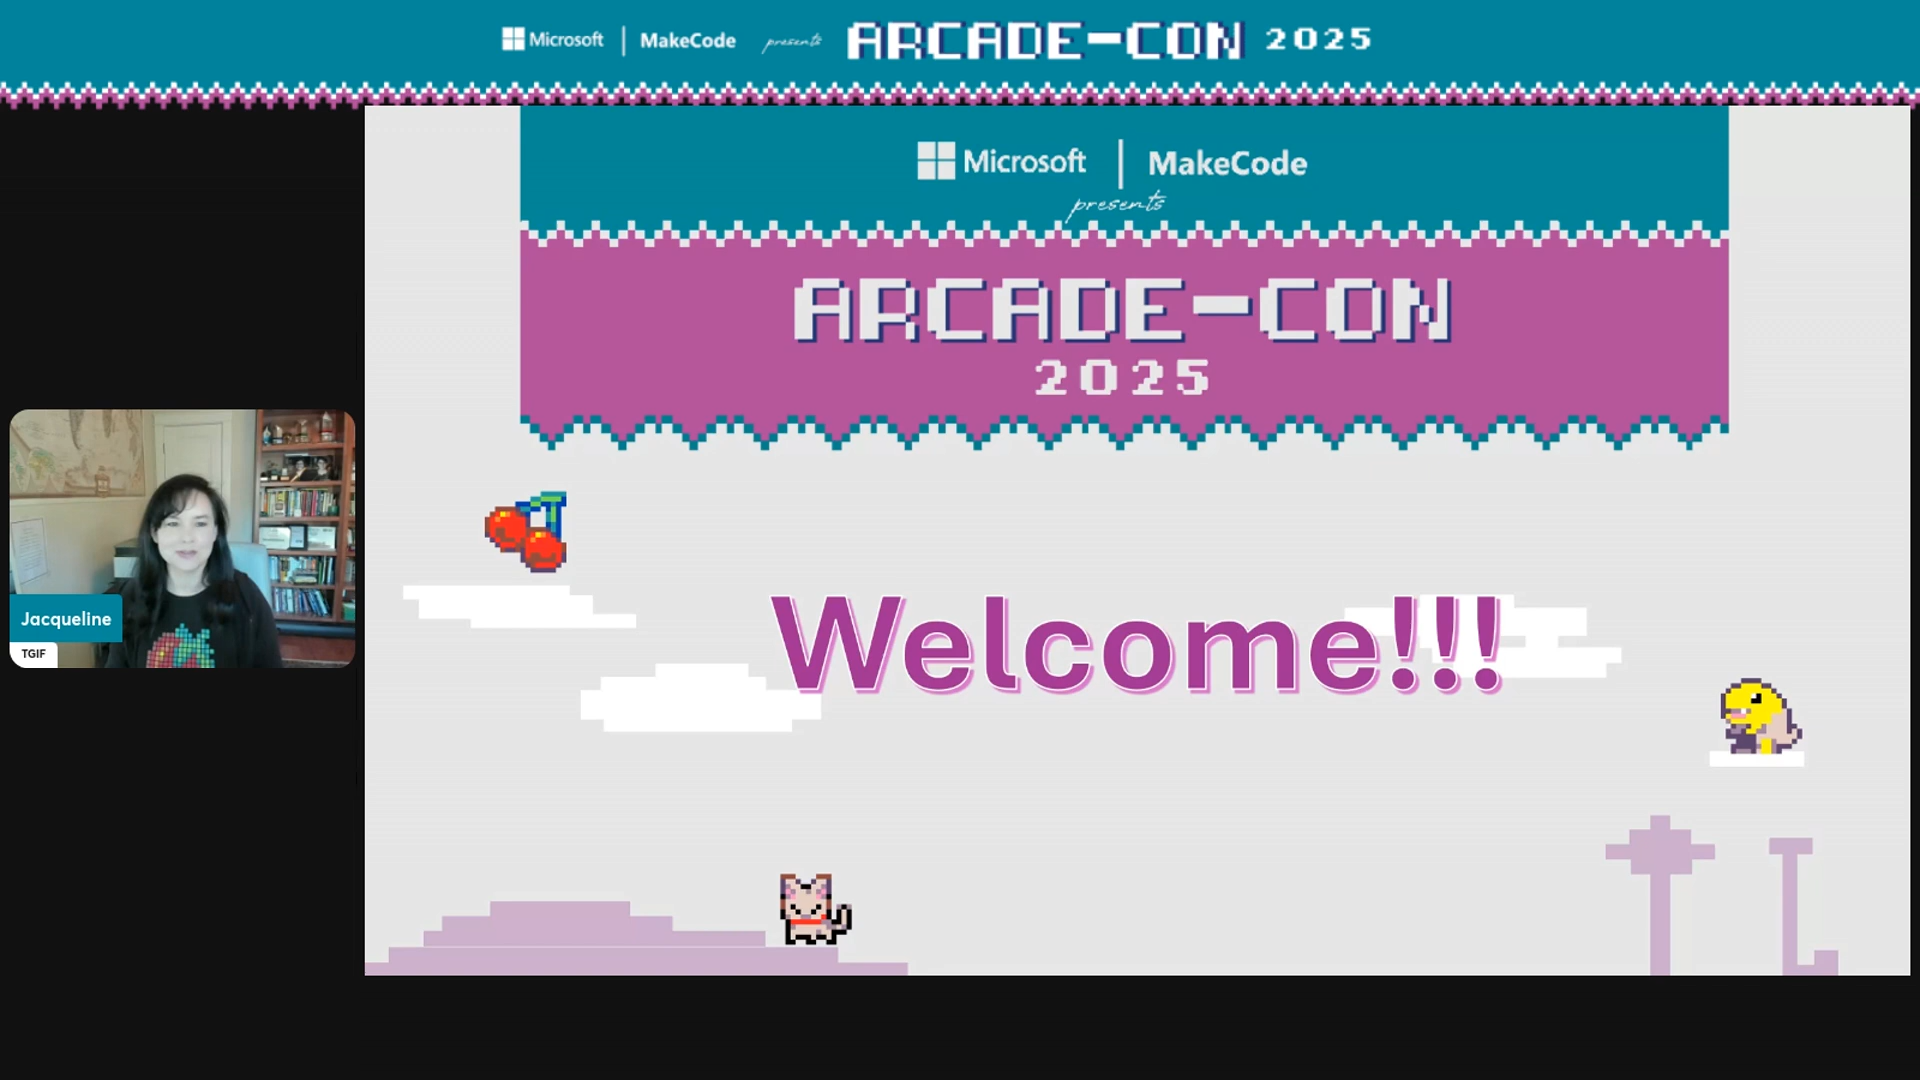 Microsoft | MakeCode presents ARCADE-CON 2025
Microsoft | MakeCode
presents
ARCADE-CON
2025
Welcome!!!
Jacqueline
TGIF